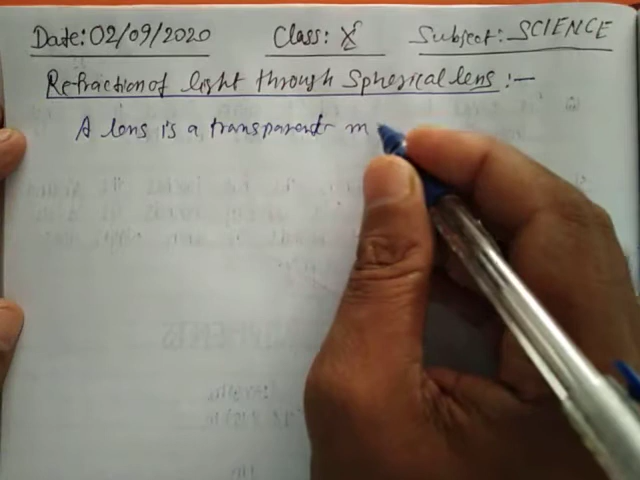 Date: 02/09/2020 Class: X Subject: SCIENCE
Refraction of light through Spherical lens :-
A lens is a transparent m